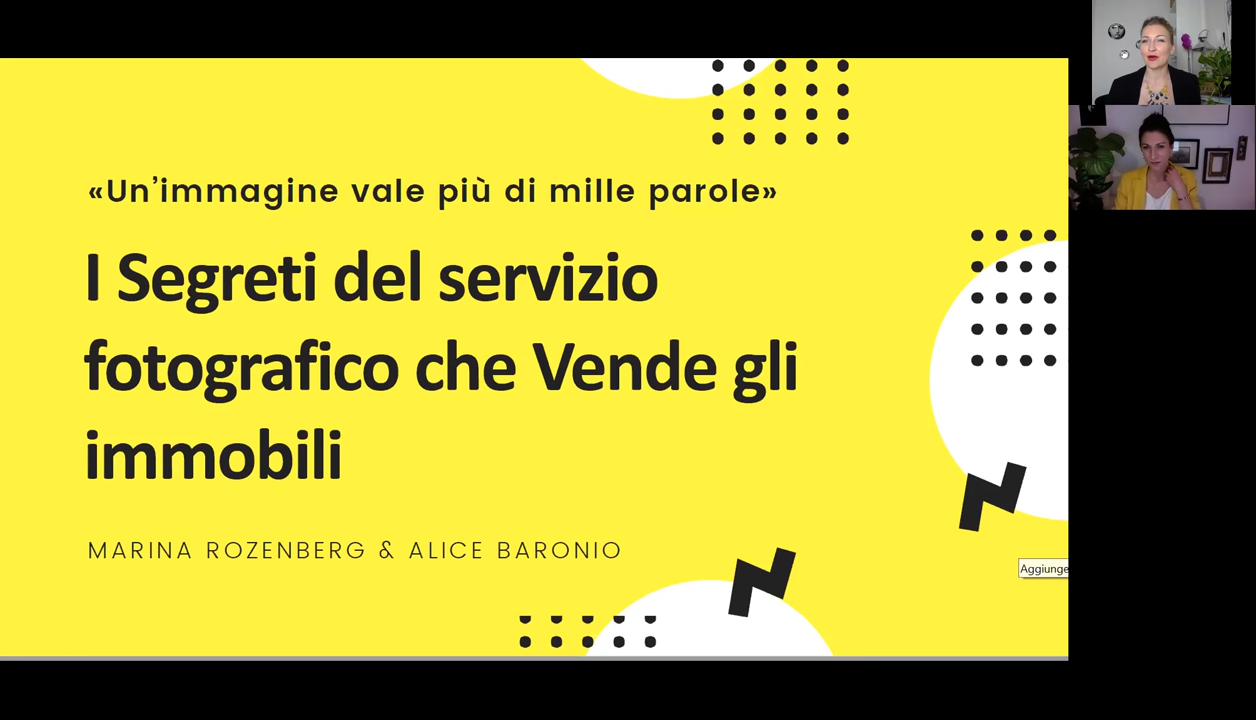 «Un’immagine vale più di mille parole»
I Segreti del servizio
fotografico che Vende gli
immobili
MARINA ROZENBERG & ALICE BARONIO
Aggiunge